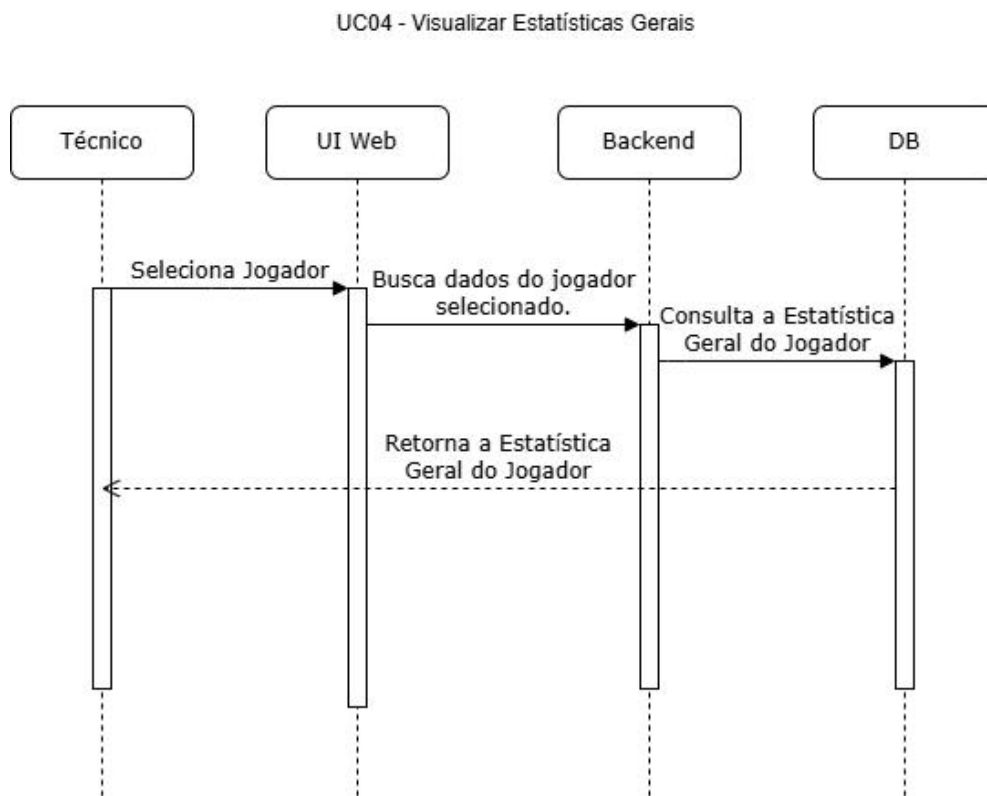 UC04 - Visualizar Estatísticas Gerais
Técnico
UI Web
Backend
DB
Seleciona Jogador
Busca dados do jogador
selecionado.
Consulta a Estatística
Geral do Jogador
Retorna a Estatística
Geral do Jogador